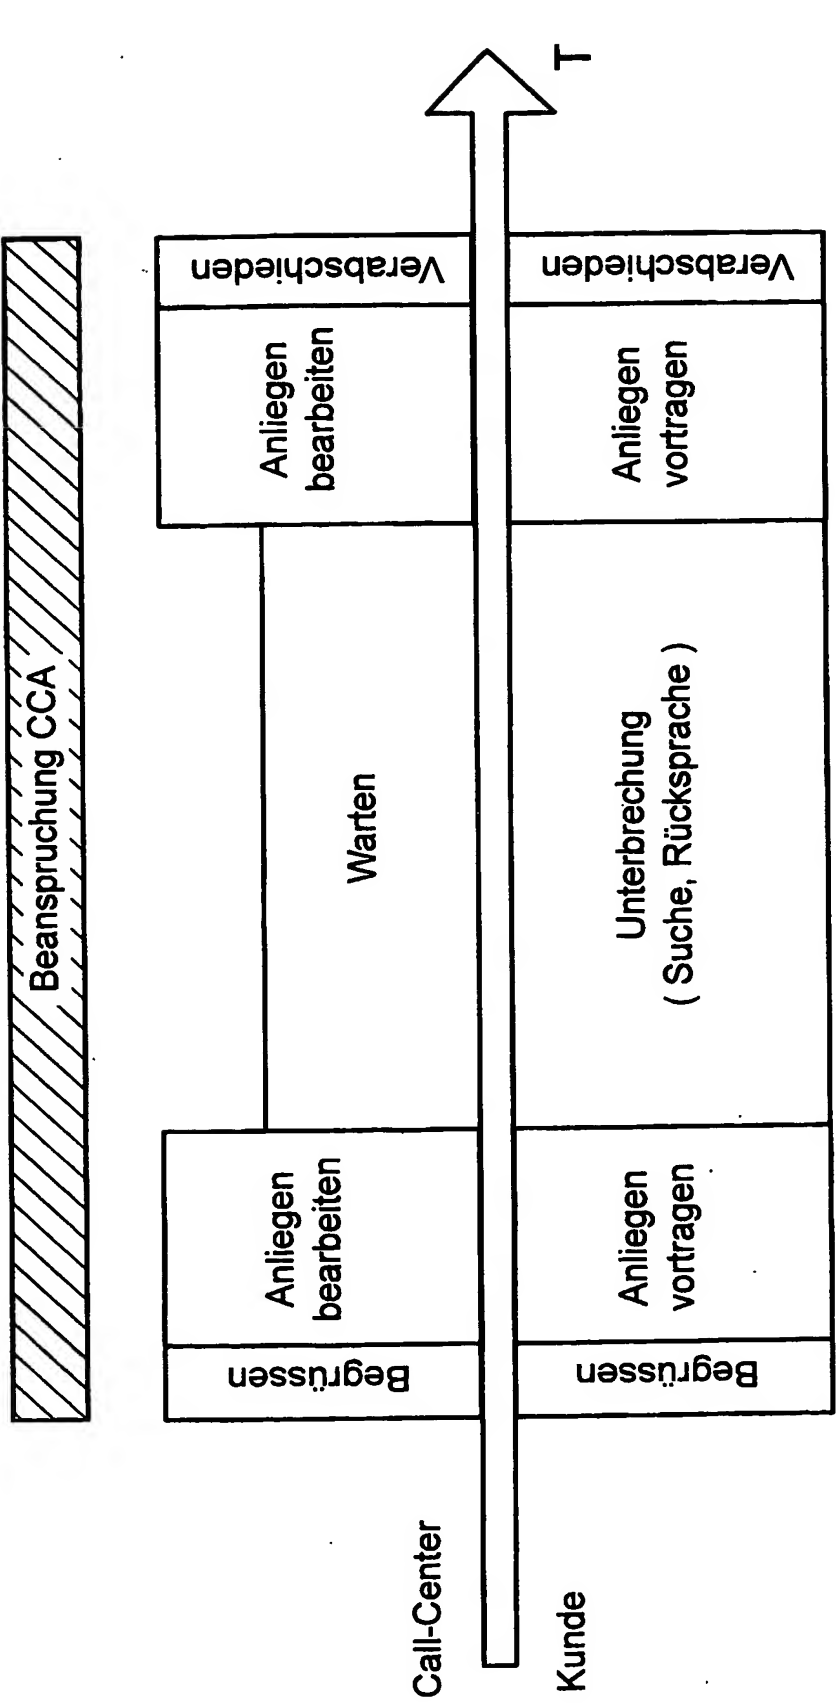 Beanspruchung CCA
Call-Center
Begrüssen
Anliegen
bearbeiten
Warten
Anliegen
bearbeiten
Verabschieden
T
Kunde
Begrüssen
Anliegen
vortragen
Unterbrechung
( Suche, Rücksprache )
Anliegen
vortragen
Verabschieden